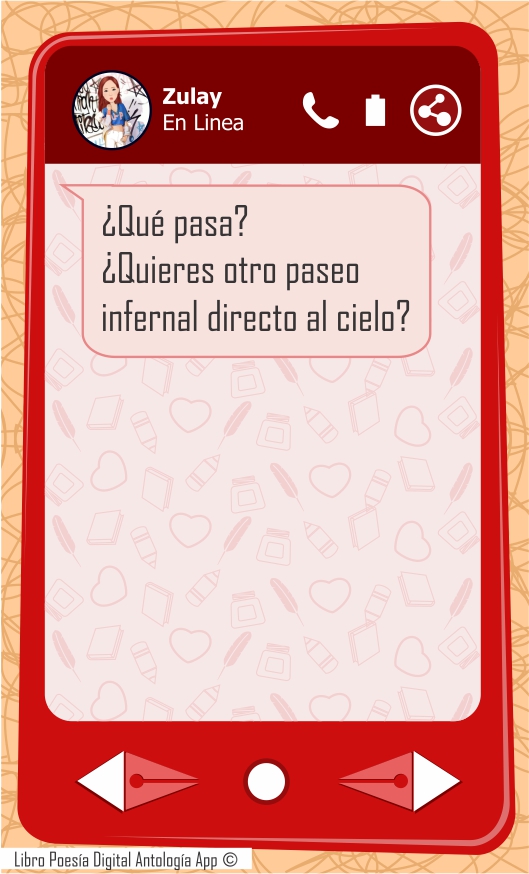 Zulay
En Linea
¿Qué pasa?
¿Quieres otro paseo
infernal directo al cielo?
Libro Poesía Digital Antología App ©